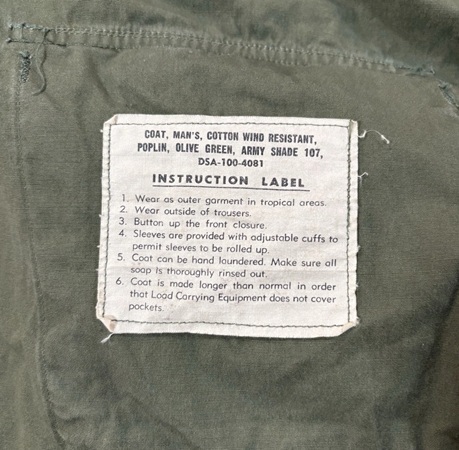 COAT, MAN'S, COTTON WIND RESISTANT,
POPLIN, OLIVE GREEN, ARMY SHADE 107,
DSA-100-4081
INSTRUCTION LABEL
1. Wear as outer garment in tropical areas.
2. Wear outside of trousers.
3. Button up the front closure.
4. Sleeves are provided with adjustable cuffs to
permit sleeves to be rolled up.
5. Coat can be hand laundered. Make sure all
soap is thoroughly rinsed out.
6. Coat is made longer than normal in order
that Load Carrying Equipment does not cover
pockets.